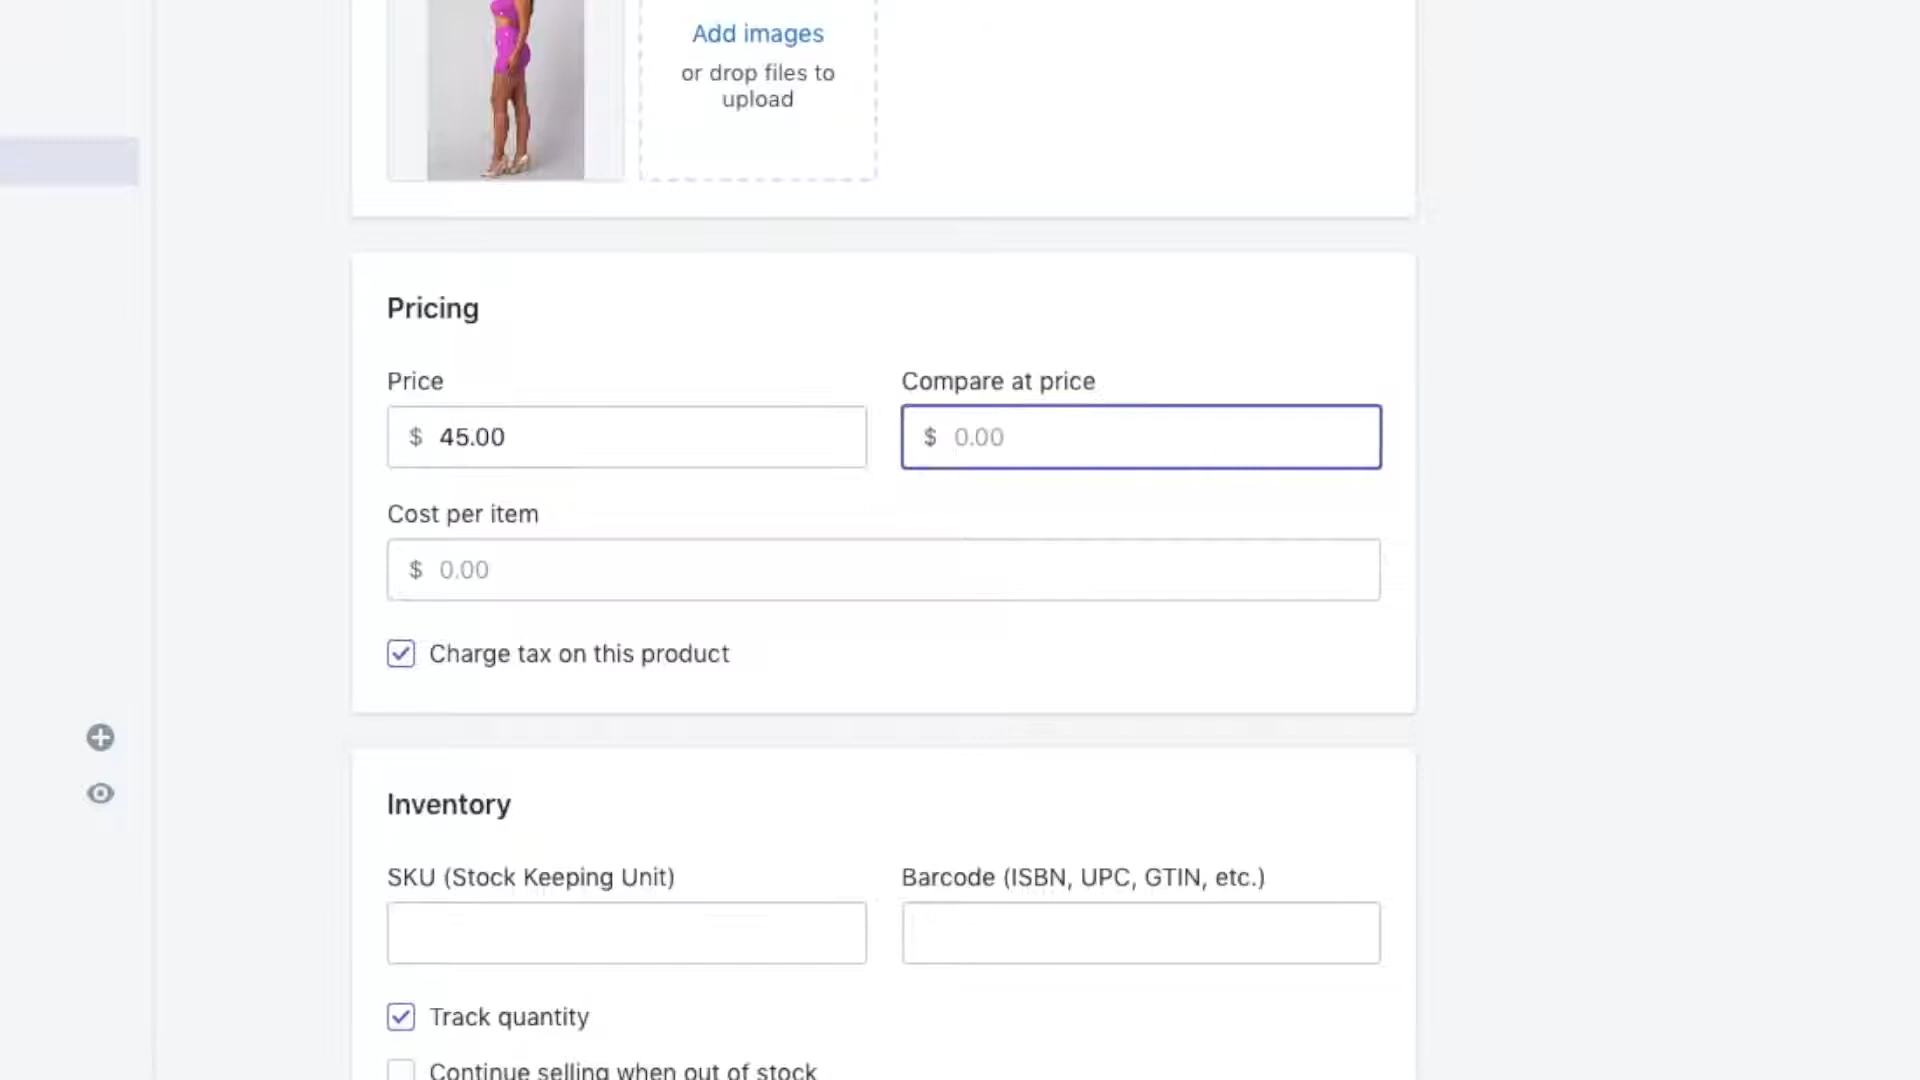 Add images
or drop files to
upload
Pricing
Price
Compare at price
$ 45.00
$ 0.00
Cost per item
$ 0.00
Charge tax on this product
Inventory
SKU (Stock Keeping Unit)
Barcode (ISBN, UPC, GTIN, etc.)
Track quantity
Continue selling when out of stock